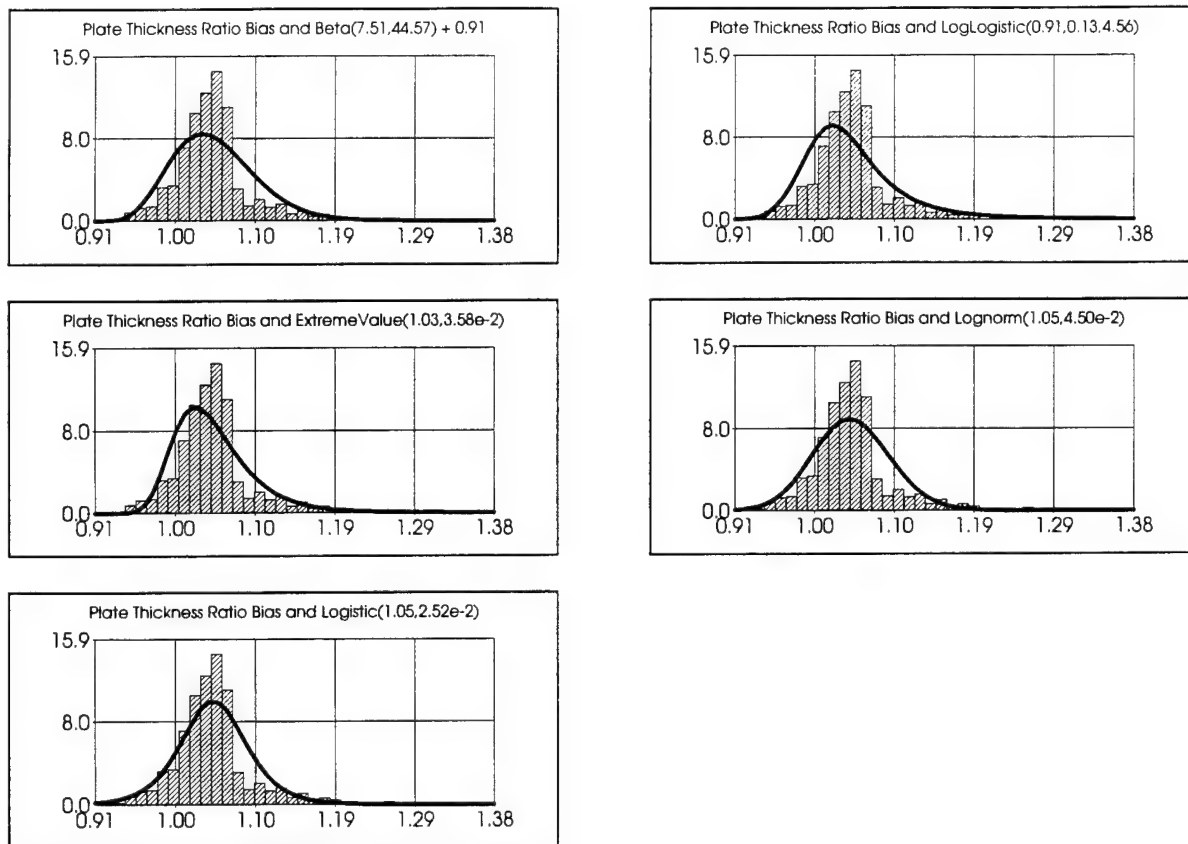 Plate Thickness Ratio Bias and Beta(7.51,44.57) + 0.91
15.9
8.0
0.0
0.91 1.00 1.10 1.19 1.29 1.38
Plate Thickness Ratio Bias and LogLogistic(0.91,0.13,4.56)
15.9
8.0
0.0
0.91 1.00 1.10 1.19 1.29 1.38
Plate Thickness Ratio Bias and ExtremeValue(1.03,3.58e-2)
15.9
8.0
0.0
0.91 1.00 1.10 1.19 1.29 1.38
Plate Thickness Ratio Bias and Lognorm(1.05,4.50e-2)
15.9
8.0
0.0
0.91 1.00 1.10 1.19 1.29 1.38
Plate Thickness Ratio Bias and Logistic(1.05,2.52e-2)
15.9
8.0
0.0
0.91 1.00 1.10 1.19 1.29 1.38